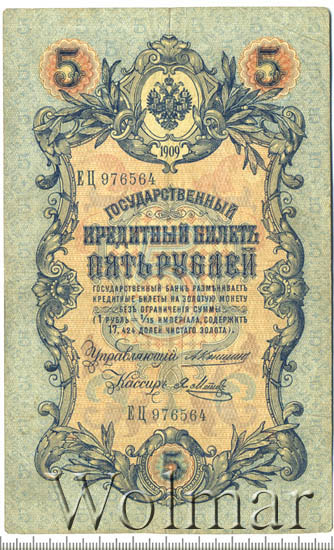 5 5
1909
ЕЦ 976564
ГОСУДАРСТВЕННЫЙ
КРЕДИТНЫЙ БИЛЕТЪ
ПЯТЬ РУБЛЕЙ
ГОСУДАРСТВЕННЫЙ БАНКЪ РАЗМѢНИВАЕТЪ
КРЕДИТНЫЕ БИЛЕТЫ НА ЗОЛОТУЮ МОНЕТУ
БЕЗЪ ОГРАНИЧЕНІЯ СУММЫ
(1 РУБЛЬ = 1/15 ИМПЕРІАЛА, СОДЕРЖИТЪ
17,424 ДОЛЕЙ ЧИСТАГО ЗОЛОТА).
Управляющій
Кассиръ
ЕЦ 976564
5
Wolmar